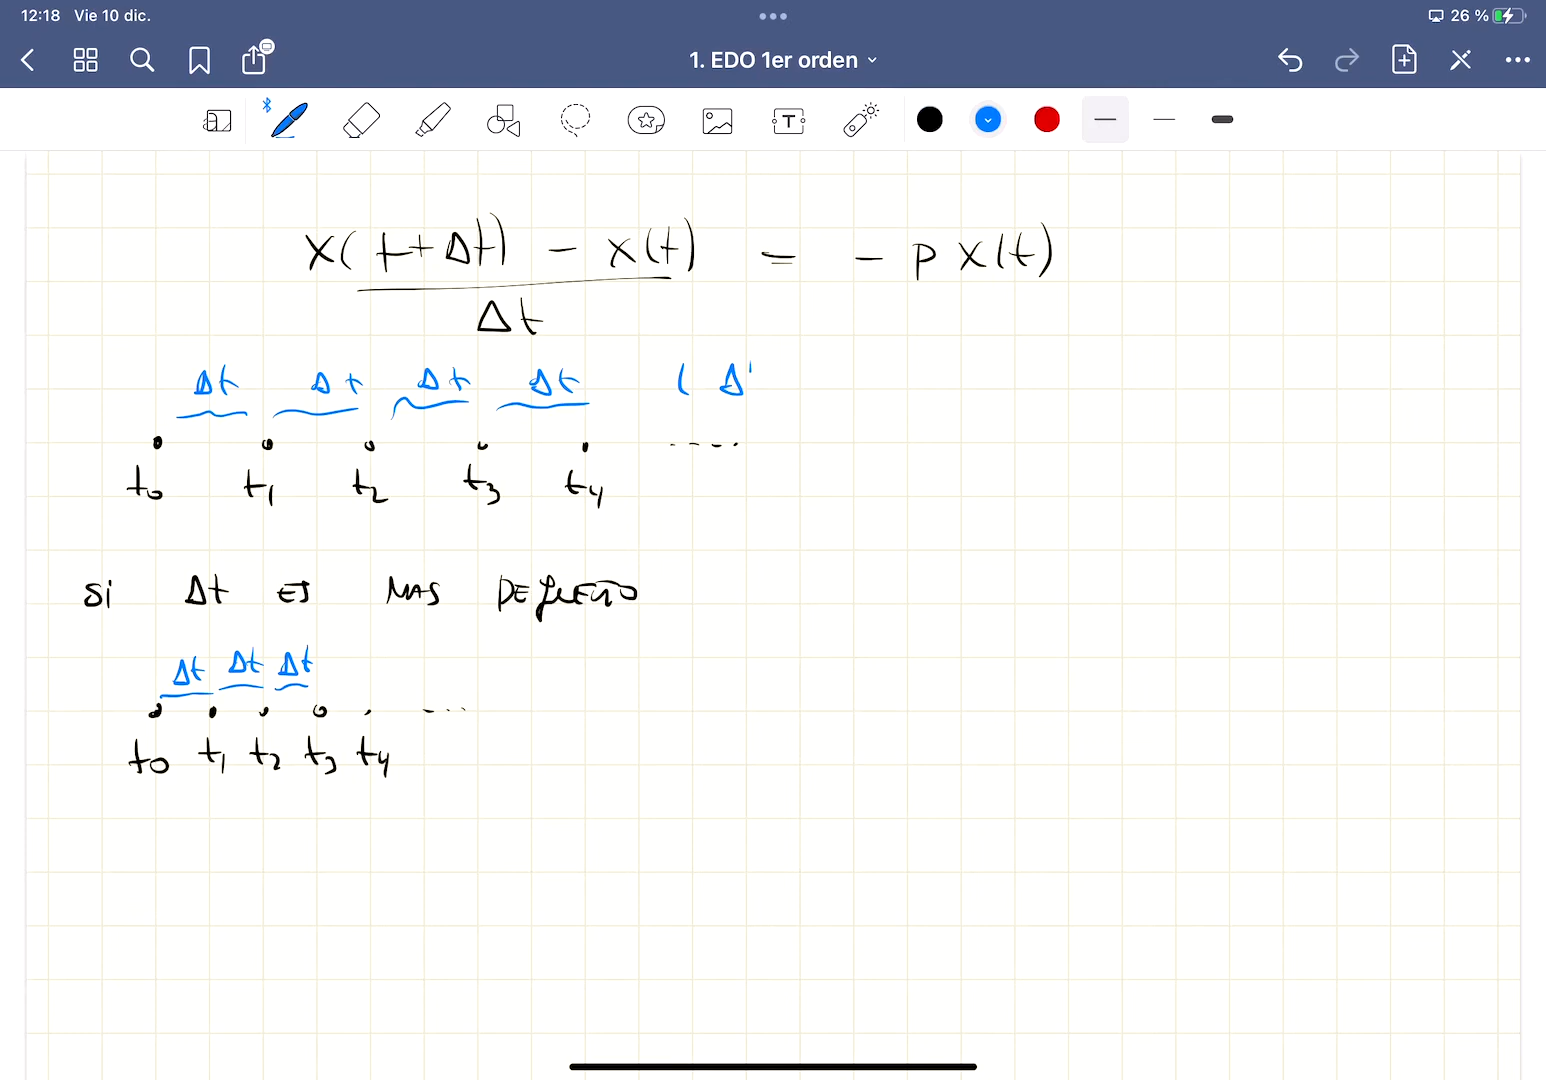 12:18 Vie 10 dic.
26 %
1. EDO 1er orden
x(t+Δt) - x(t) = - p x(t)
Δt
Δt Δt Δt Δt ( Δ'
.....
t0 t1 t2 t3 t4
Si Δt ES MAS PEQUEÑO
Δt Δt Δt
....
t0 t1 t2 t3 t4